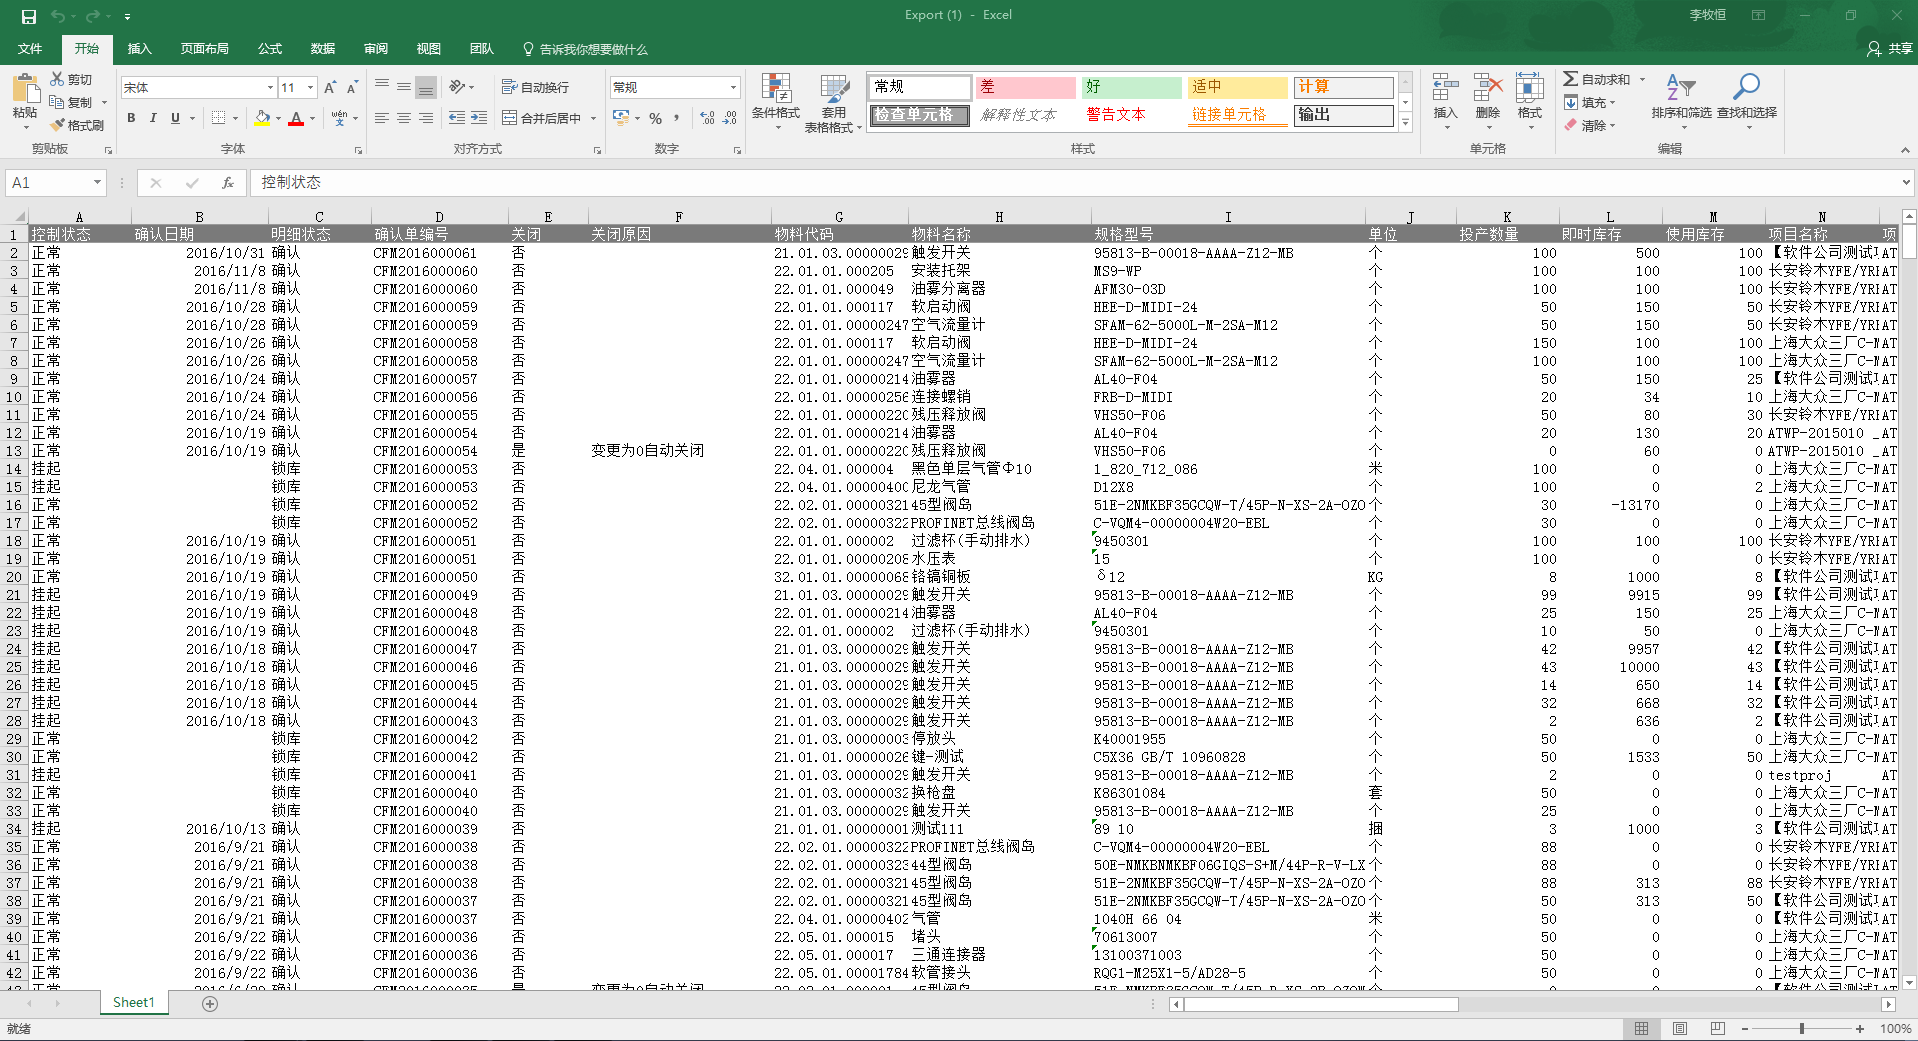 Export (1) - Excel
李牧恒
文件 开始 插入 页面布局 公式 数据 审阅 视图 团队 告诉我你想要做什么 共享
粘贴 剪切 复制 格式刷 剪贴板
宋体 11 B I U A wén 文 字体
自动换行 合并后居中 对齐方式
常规 % , 数字
条件格式 套用表格格式
常规 差 好 适中 计算
检查单元格 解释性文本 警告文本 链接单元格 输出
样式
插入 删除 格式 单元格
自动求和 填充 清除 排序和筛选 查找和选择 编辑
A1 fx 控制状态
A B C D E F G H I J K L M N
1 控制状态 确认日期 明细状态 确认单编号 关闭 关闭原因 物料代码 物料名称 规格型号 单位 投产数量 即时库存 使用库存 项目名称 项
2 正常 2016/10/31 确认 CFM2016000061 否 21.01.03.00000029 触发开关 95813-B-00018-AAAA-Z12-MB 个 100 500 100 【软件公司测试 AT
3 正常 2016/11/8 确认 CFM2016000060 否 22.01.01.000205 安装托架 MS9-WP 个 100 100 100 长安铃木YFE/YR AT
4 正常 2016/11/8 确认 CFM2016000060 否 22.01.01.000049 油雾分离器 AFM30-03D 个 100 100 100 长安铃木YFE/YR AT
5 正常 2016/10/28 确认 CFM2016000059 否 22.01.01.000117 软启动阀 HEE-D-MIDI-24 个 50 150 50 长安铃木YFE/YR AT
6 正常 2016/10/28 确认 CFM2016000059 否 22.01.01.00000247 空气流量计 SFAM-62-5000L-M-2SA-M12 个 50 150 50 长安铃木YFE/YR AT
7 正常 2016/10/26 确认 CFM2016000058 否 22.01.01.000117 软启动阀 HEE-D-MIDI-24 个 150 100 100 上海大众三厂C- AT
8 正常 2016/10/26 确认 CFM2016000058 否 22.01.01.00000247 空气流量计 SFAM-62-5000L-M-2SA-M12 个 100 100 100 上海大众三厂C- AT
9 正常 2016/10/24 确认 CFM2016000057 否 22.01.01.00000214 油雾器 AL40-F04 个 50 150 25 【软件公司测试 AT
10 正常 2016/10/24 确认 CFM2016000056 否 22.01.01.00000256 连接螺销 FRB-D-MIDI 个 20 34 10 上海大众三厂C- AT
11 正常 2016/10/24 确认 CFM2016000055 否 22.01.01.00000220 残压释放阀 VHS50-F06 个 50 80 30 长安铃木YFE/YR AT
12 正常 2016/10/19 确认 CFM2016000054 否 22.01.01.00000214 油雾器 AL40-F04 个 20 130 20 ATWP-2015010 _ AT
13 正常 2016/10/19 确认 CFM2016000054 是 变更为0自动关闭 22.01.01.00000220 残压释放阀 VHS50-F06 个 0 60 0 ATWP-2015010 _ AT
14 挂起 锁库 CFM2016000053 否 22.04.01.000004 黑色单层气管Φ10 1_820_712_086 米 100 0 0 上海大众三厂C- AT
15 挂起 锁库 CFM2016000053 否 22.04.01.00000400 尼龙气管 D12X8 个 100 0 2 上海大众三厂C- AT
16 正常 锁库 CFM2016000052 否 22.02.01.00000321 45型阀岛 51E-2NMKBF35GCQW-T/45P-N-XS-2A-OZO 个 30 -13170 0 上海大众三厂C- AT
17 正常 锁库 CFM2016000052 否 22.02.01.00000322 PROFINET总线阀岛 C-VQM4-00000004W20-EBL 个 30 0 0 上海大众三厂C- AT
18 正常 2016/10/19 确认 CFM2016000051 否 22.01.01.000002 过滤杯(手动排水) 9450301 个 100 100 100 长安铃木YFE/YR AT
19 正常 2016/10/19 确认 CFM2016000051 否 22.01.01.00000208 水压表 15 个 100 0 0 长安铃木YFE/YR AT
20 正常 2016/10/19 确认 CFM2016000050 否 32.01.01.00000068 铬镐铜板 δ12 KG 8 1000 8 【软件公司测试 AT
21 挂起 2016/10/19 确认 CFM2016000049 否 21.01.03.00000029 触发开关 95813-B-00018-AAAA-Z12-MB 个 99 9915 99 【软件公司测试 AT
22 挂起 2016/10/19 确认 CFM2016000048 否 22.01.01.00000214 油雾器 AL40-F04 个 25 150 25 上海大众三厂C- AT
23 挂起 2016/10/19 确认 CFM2016000048 否 22.01.01.000002 过滤杯(手动排水) 9450301 个 10 50 0 上海大众三厂C- AT
24 挂起 2016/10/18 确认 CFM2016000047 否 21.01.03.00000029 触发开关 95813-B-00018-AAAA-Z12-MB 个 42 9957 42 【软件公司测试 AT
25 挂起 2016/10/18 确认 CFM2016000046 否 21.01.03.00000029 触发开关 95813-B-00018-AAAA-Z12-MB 个 43 10000 43 【软件公司测试 AT
26 挂起 2016/10/18 确认 CFM2016000045 否 21.01.03.00000029 触发开关 95813-B-00018-AAAA-Z12-MB 个 14 650 14 【软件公司测试 AT
27 挂起 2016/10/18 确认 CFM2016000044 否 21.01.03.00000029 触发开关 95813-B-00018-AAAA-Z12-MB 个 32 668 32 【软件公司测试 AT
28 挂起 2016/10/18 确认 CFM2016000043 否 21.01.03.00000029 触发开关 95813-B-00018-AAAA-Z12-MB 个 2 636 2 【软件公司测试 AT
29 正常 锁库 CFM2016000042 否 21.01.03.00000003 停放头 K40001955 个 50 0 0 上海大众三厂C- AT
30 正常 锁库 CFM2016000042 否 21.01.01.00000026 键-测试 C5X36 GB/T 10960828 个 50 1533 50 上海大众三厂C- AT
31 挂起 锁库 CFM2016000041 否 21.01.03.00000029 触发开关 95813-B-00018-AAAA-Z12-MB 个 2 0 0 testproj AT
32 正常 锁库 CFM2016000040 否 21.01.03.00000032 换枪盘 K86301084 套 50 0 0 上海大众三厂C- AT
33 正常 锁库 CFM2016000040 否 21.01.03.00000029 触发开关 95813-B-00018-AAAA-Z12-MB 个 25 0 0 上海大众三厂C- AT
34 挂起 2016/10/13 确认 CFM2016000039 否 21.01.01.00000001 测试111 89 10 捆 3 1000 3 【软件公司测试 AT
35 正常 2016/9/21 确认 CFM2016000038 否 22.02.01.00000322 PROFINET总线阀岛 C-VQM4-00000004W20-EBL 个 88 0 0 长安铃木YFE/YR AT
36 正常 2016/9/21 确认 CFM2016000038 否 22.02.01.00000323 44型阀岛 50E-NMKBNMKBF06GIQS-S+M/44P-R-V-LX 个 88 0 0 长安铃木YFE/YR AT
37 正常 2016/9/21 确认 CFM2016000038 否 22.02.01.00000321 45型阀岛 51E-2NMKBF35GCQW-T/45P-N-XS-2A-OZO 个 88 313 88 长安铃木YFE/YR AT
38 正常 2016/9/21 确认 CFM2016000037 否 22.02.01.00000321 45型阀岛 51E-2NMKBF35GCQW-T/45P-N-XS-2A-OZO 个 50 313 50 【软件公司测试 AT
39 正常 2016/9/21 确认 CFM2016000037 否 22.04.01.00000402 气管 1040H 66 04 米 50 0 0 【软件公司测试 AT
40 正常 2016/9/22 确认 CFM2016000036 否 22.05.01.000015 堵头 70613007 个 50 0 0 上海大众三厂C- AT
41 正常 2016/9/22 确认 CFM2016000036 否 22.05.01.000017 三通连接器 13100371003 个 50 0 0 上海大众三厂C- AT
42 正常 2016/9/22 确认 CFM2016000036 否 22.05.01.00001784 软管接头 RQG1-M25X1-5/AD28-5 个 50 0 0 上海大众三厂C- AT
Sheet1
就绪 100%